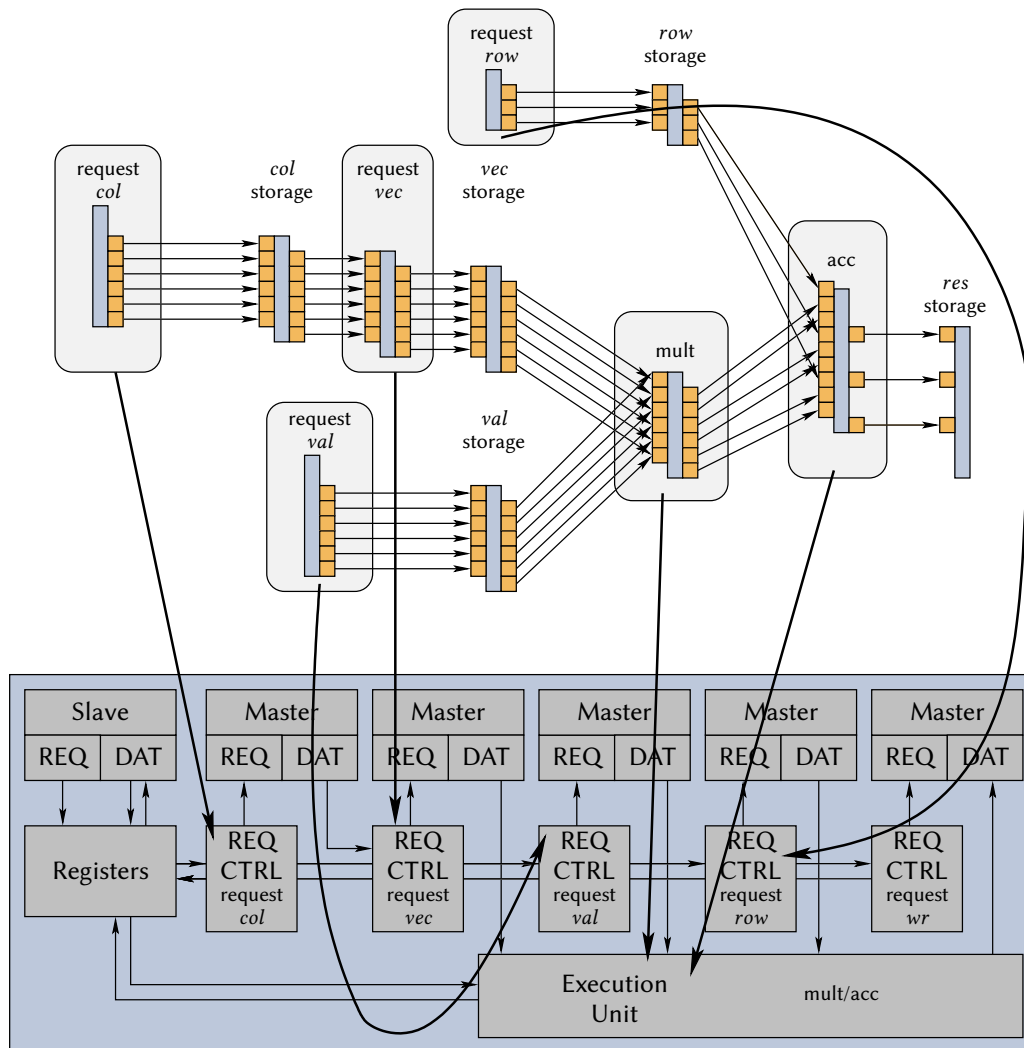 request
row
row
storage
request
col
col
storage
request
vec
vec
storage
acc
res
storage
mult
request
val
val
storage
Slave
REQ DAT
Master
REQ DAT
Master
REQ DAT
Master
REQ DAT
Master
REQ DAT
Master
REQ DAT
Registers
REQ
CTRL
request
col
REQ
CTRL
request
vec
REQ
CTRL
request
val
REQ
CTRL
request
row
REQ
CTRL
request
wr
Execution
Unit
mult/acc